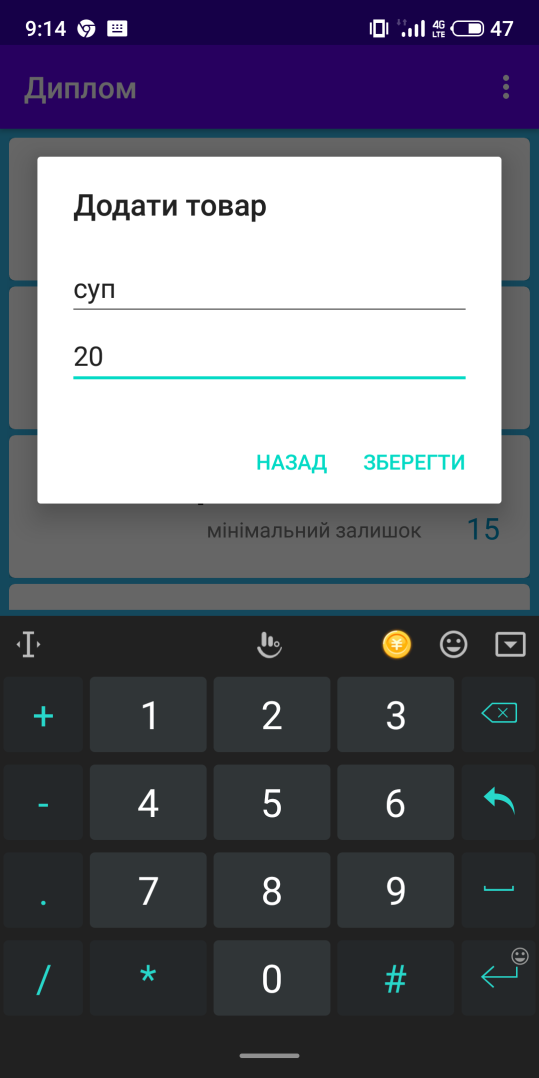 9:14 4G LTE 47
Диплом
Додати товар
суп
20
НАЗАД ЗБЕРЕГТИ
мінімальний залишок 15
+ 1 2 3
- 4 5 6
. 7 8 9
/ * 0 #